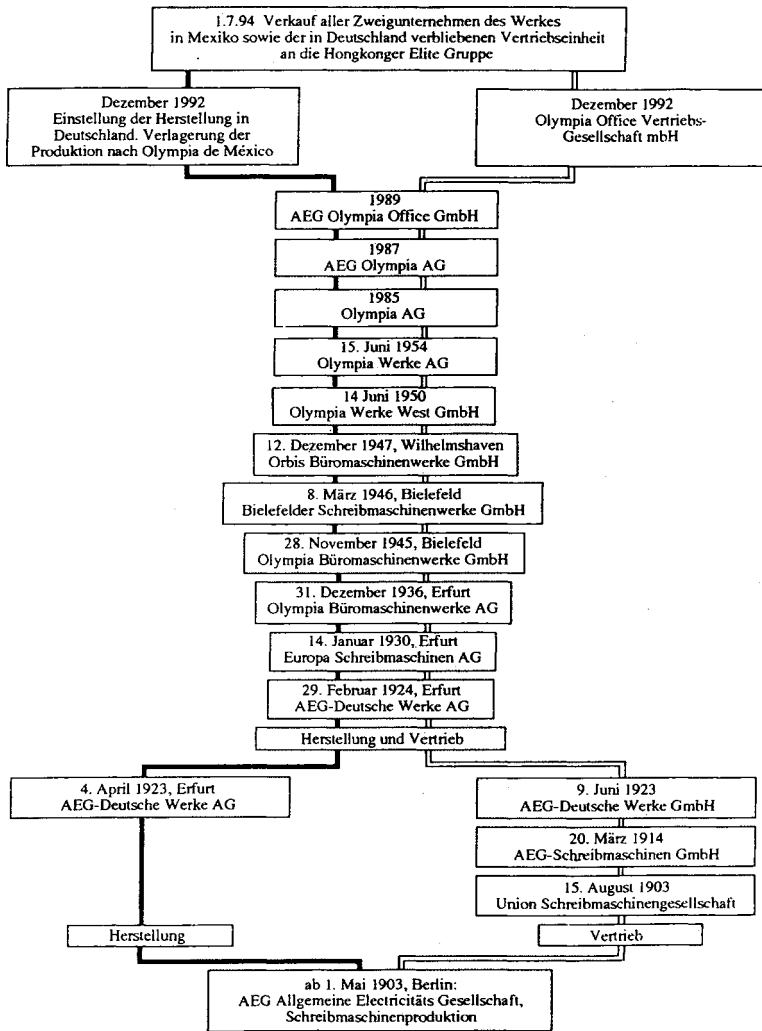 1.7.94 Verkauf aller Zweigunternehmen des Werkes
in Mexiko sowie der in Deutschland verbliebenen Vertriebseinheit
an die Hongkonger Elite Gruppe
Dezember 1992
Einstellung der Herstellung in
Deutschland. Verlagerung der
Produktion nach Olympia de México
Dezember 1992
Olympia Office Vertriebs-
Gesellschaft mbH
1989
AEG Olympia Office GmbH
1987
AEG Olympia AG
1985
Olympia AG
15. Juni 1954
Olympia Werke AG
14 Juni 1950
Olympia Werke West GmbH
12. Dezember 1947, Wilhelmshaven
Orbis Büromaschinenwerke GmbH
8. März 1946, Bielefeld
Bielefelder Schreibmaschinenwerke GmbH
28. November 1945, Bielefeld
Olympia Büromaschinenwerke GmbH
31. Dezember 1936, Erfurt
Olympia Büromaschinenwerke AG
14. Januar 1930, Erfurt
Europa Schreibmaschinen AG
29. Februar 1924, Erfurt
AEG-Deutsche Werke AG
Herstellung und Vertrieb
4. April 1923, Erfurt
AEG-Deutsche Werke AG
9. Juni 1923
AEG-Deutsche Werke GmbH
20. März 1914
AEG-Schreibmaschinen GmbH
15. August 1903
Union Schreibmaschinengesellschaft
Herstellung
Vertrieb
ab 1. Mai 1903, Berlin:
AEG Allgemeine Electricitäts Gesellschaft,
Schreibmaschinenproduktion